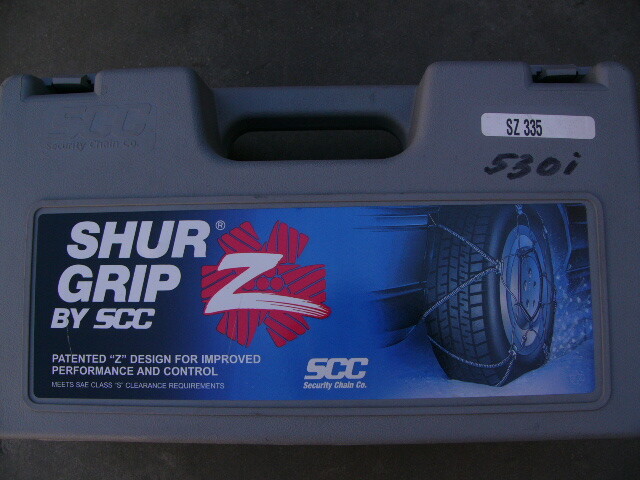 SCC
Security Chain Co.
SZ 335
530i
SHUR®
GRIP
BY SCC
Z
PATENTED "Z" DESIGN FOR IMPROVED
PERFORMANCE AND CONTROL
MEETS SAE CLASS 'S' CLEARANCE REQUIREMENTS
SCC
Security Chain Co.